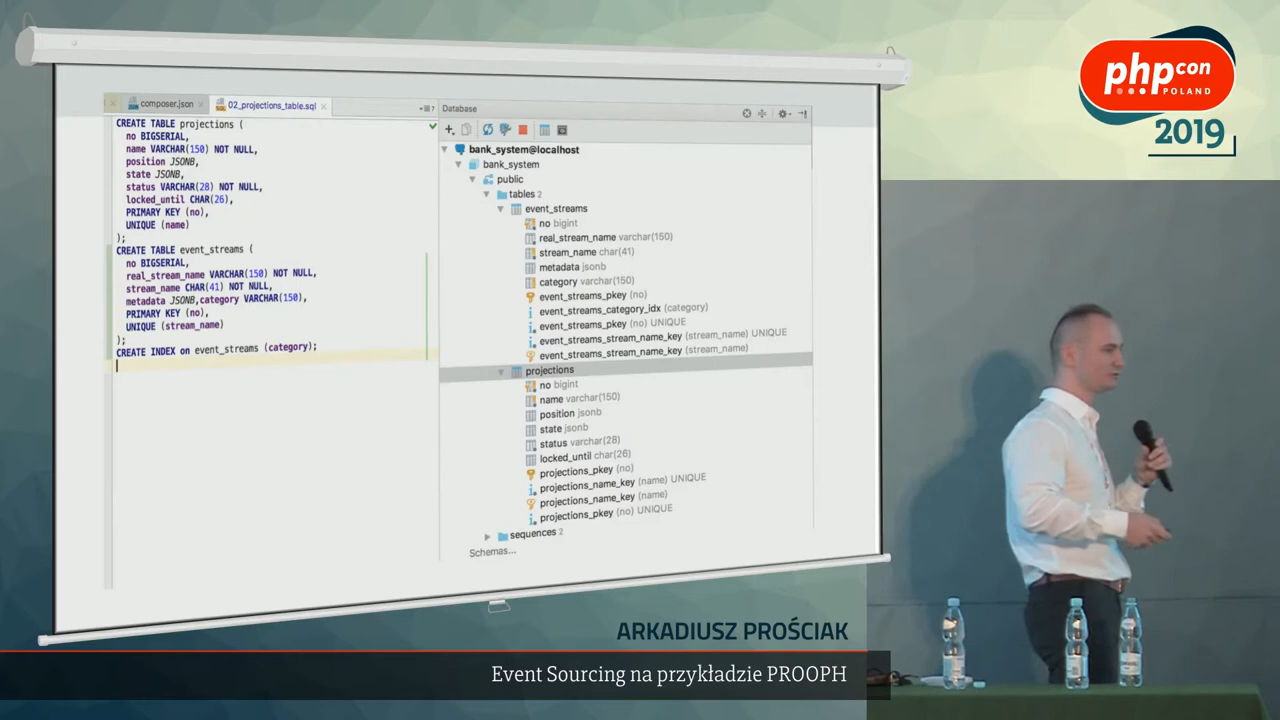 composer.json
02_projections_table.sql
CREATE TABLE projections (
no BIGSERIAL,
name VARCHAR(150) NOT NULL,
position JSONB,
state JSONB,
status VARCHAR(28) NOT NULL,
locked_until CHAR(26),
PRIMARY KEY (no),
UNIQUE (name)
);
CREATE TABLE event_streams (
no BIGSERIAL,
real_stream_name VARCHAR(150) NOT NULL,
stream_name CHAR(41) NOT NULL,
metadata JSONB,category VARCHAR(150),
PRIMARY KEY (no),
UNIQUE (stream_name)
);
CREATE INDEX on event_streams (category);
Database
bank_system@localhost
bank_system
public
tables 2
event_streams
no bigint
real_stream_name varchar(150)
stream_name char(41)
metadata jsonb
category varchar(150)
event_streams_pkey (no)
event_streams_category_idx (category)
event_streams_pkey (no) UNIQUE
event_streams_stream_name_key (stream_name) UNIQUE
event_streams_stream_name_key (stream_name)
projections
no bigint
name varchar(150)
position jsonb
state jsonb
status varchar(28)
locked_until char(26)
projections_pkey (no)
projections_name_key (name) UNIQUE
projections_name_key (name)
projections_pkey (no) UNIQUE
sequences 2
Schemas...
phpcon
POLAND
2019
ARKADIUSZ PROŚCIAK
Event Sourcing na przykładzie PROOPH